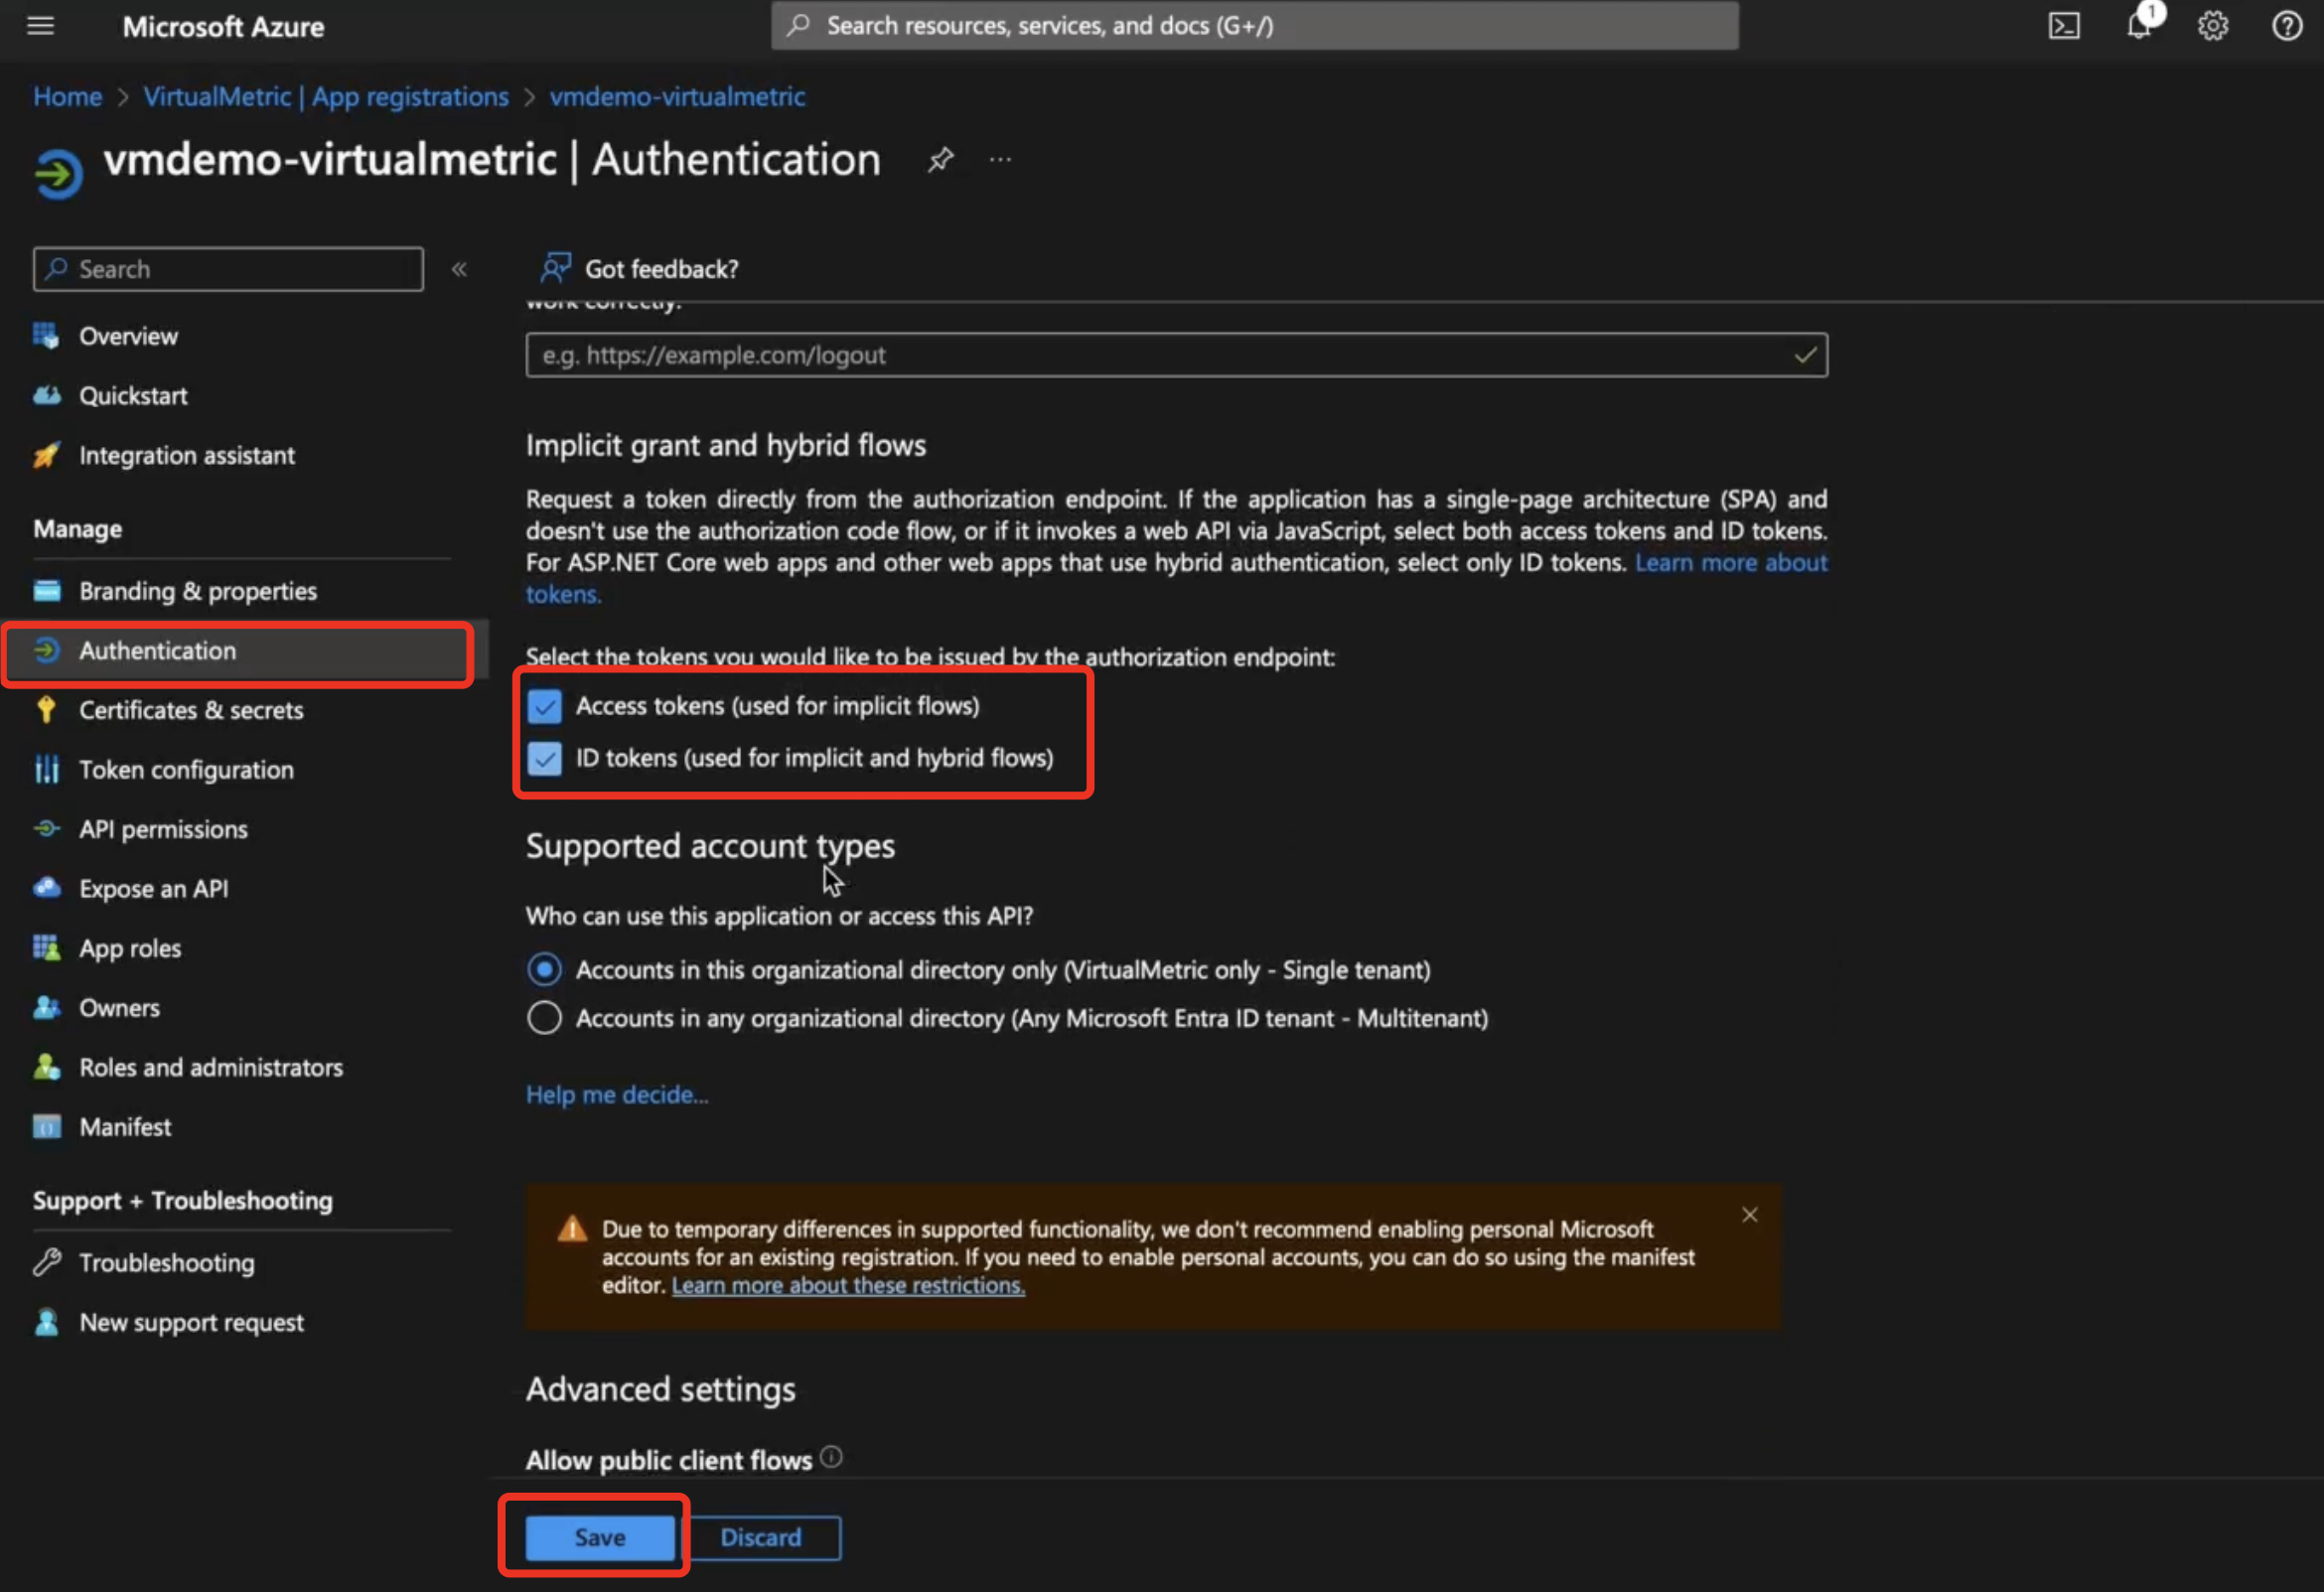 Microsoft Azure
Search resources, services, and docs (G+/)
1
Home > VirtualMetric | App registrations > vmdemo-virtualmetric
vmdemo-virtualmetric | Authentication
Search
Got feedback?
work correctly.
Overview
e.g. https://example.com/logout
Quickstart
Integration assistant
Manage
Branding & properties
Authentication
Certificates & secrets
Token configuration
API permissions
Expose an API
App roles
Owners
Roles and administrators
Manifest
Support + Troubleshooting
Troubleshooting
New support request
Implicit grant and hybrid flows
Request a token directly from the authorization endpoint. If the application has a single-page architecture (SPA) and
doesn't use the authorization code flow, or if it invokes a web API via JavaScript, select both access tokens and ID tokens.
For ASP.NET Core web apps and other web apps that use hybrid authentication, select only ID tokens. Learn more about
tokens.
Select the tokens you would like to be issued by the authorization endpoint:
Access tokens (used for implicit flows)
ID tokens (used for implicit and hybrid flows)
Supported account types
Who can use this application or access this API?
Accounts in this organizational directory only (VirtualMetric only - Single tenant)
Accounts in any organizational directory (Any Microsoft Entra ID tenant - Multitenant)
Help me decide...
Due to temporary differences in supported functionality, we don't recommend enabling personal Microsoft
accounts for an existing registration. If you need to enable personal accounts, you can do so using the manifest
editor. Learn more about these restrictions.
Advanced settings
Allow public client flows
Save
Discard